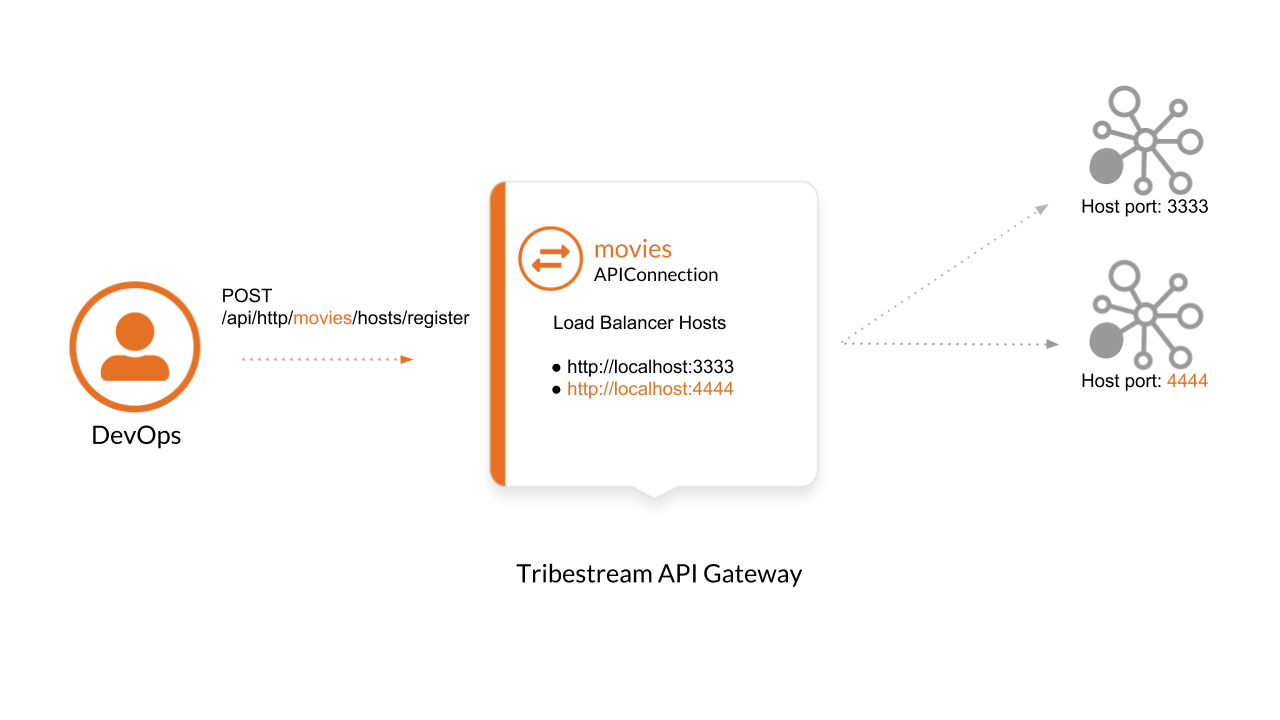 POST
/api/http/movies/hosts/register
DevOps
movies
APIConnection
Load Balancer Hosts
● http://localhost:3333
● http://localhost:4444
Tribestream API Gateway
Host port: 3333
Host port: 4444